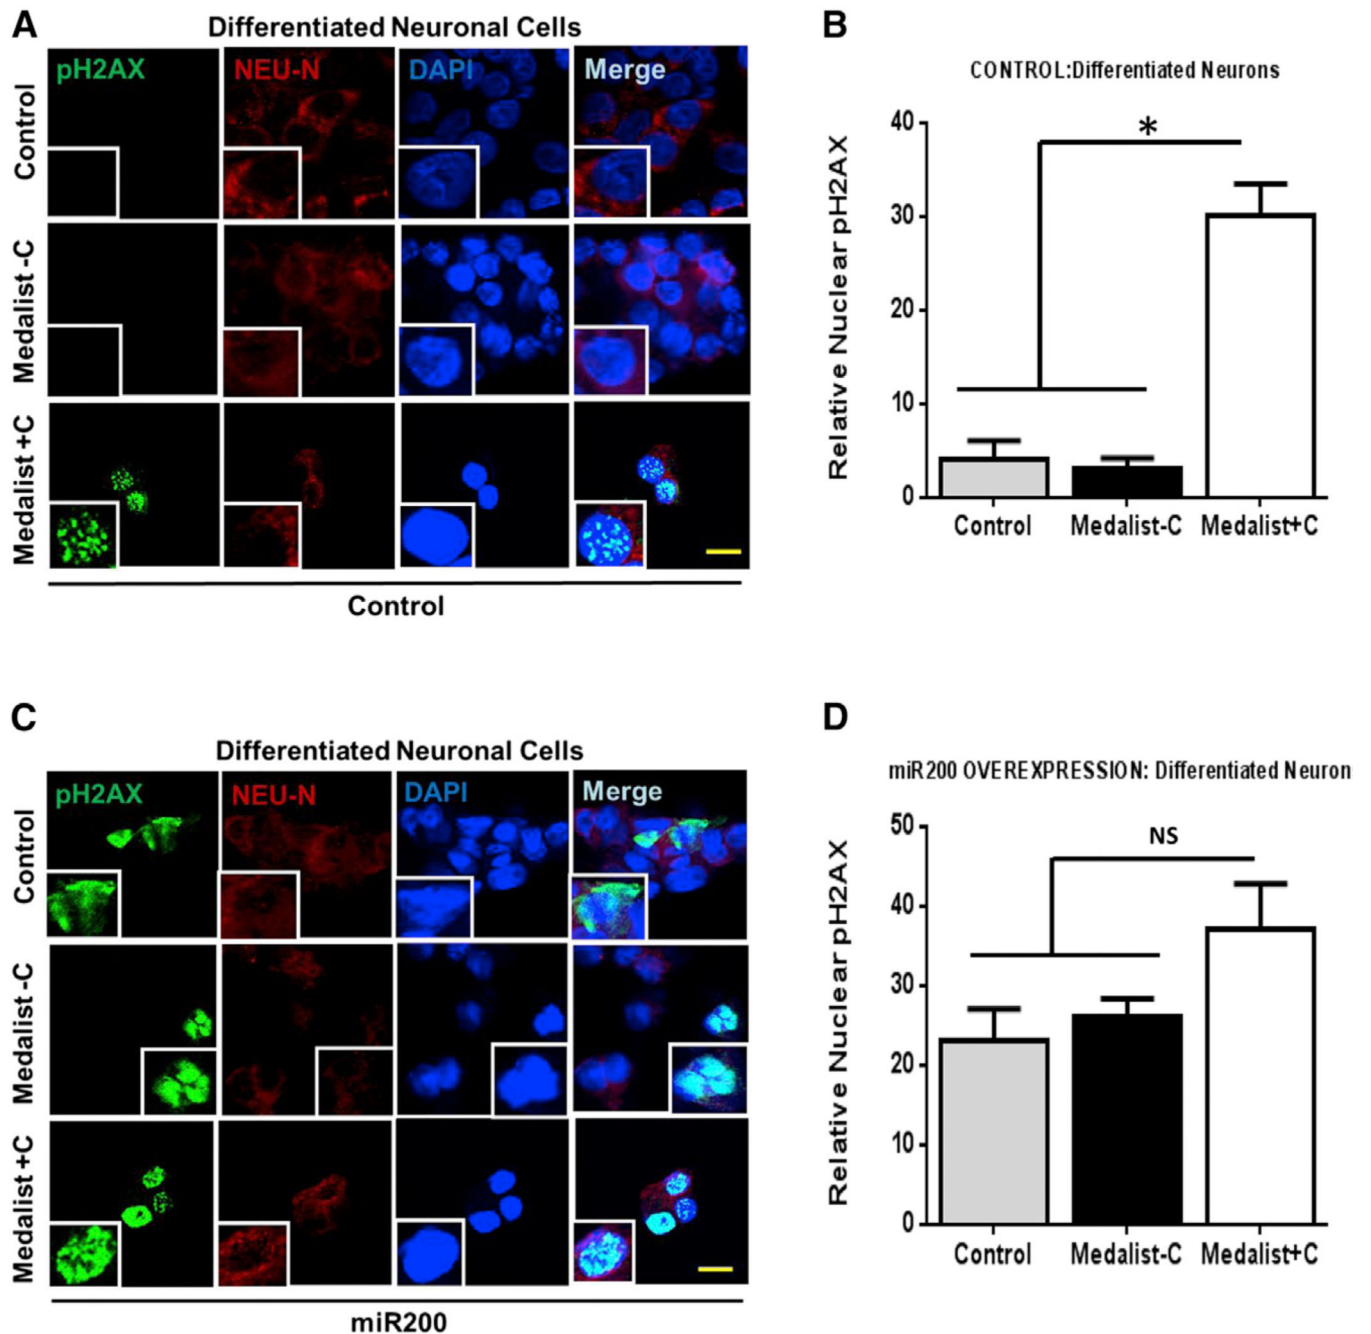 A
Differentiated Neuronal Cells
pH2AX NEU-N DAPI Merge
Control
Medalist -C
Medalist +C
Control
B
CONTROL:Differentiated Neurons
*
Relative Nuclear pH2AX
40
30
20
10
0
Control Medalist-C Medalist+C
C
Differentiated Neuronal Cells
pH2AX NEU-N DAPI Merge
Control
Medalist -C
Medalist +C
miR200
D
miR200 OVEREXPRESSION: Differentiated Neuron
NS
Relative Nuclear pH2AX
50
40
30
20
10
0
Control Medalist-C Medalist+C